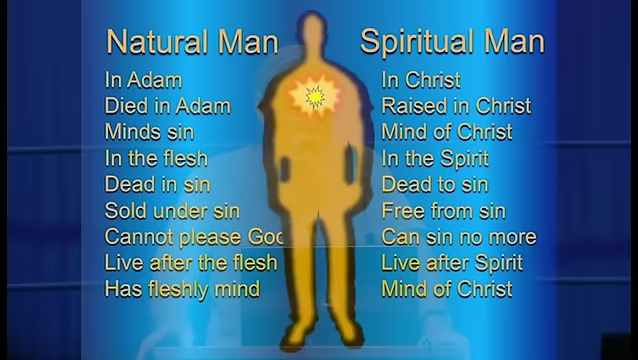 Natural Man
In Adam
Died in Adam
Minds sin
In the flesh
Dead in sin
Sold under sin
Cannot please God
Live after the flesh
Has fleshly mind
Spiritual Man
In Christ
Raised in Christ
Mind of Christ
In the Spirit
Dead to sin
Free from sin
Can sin no more
Live after Spirit
Mind of Christ